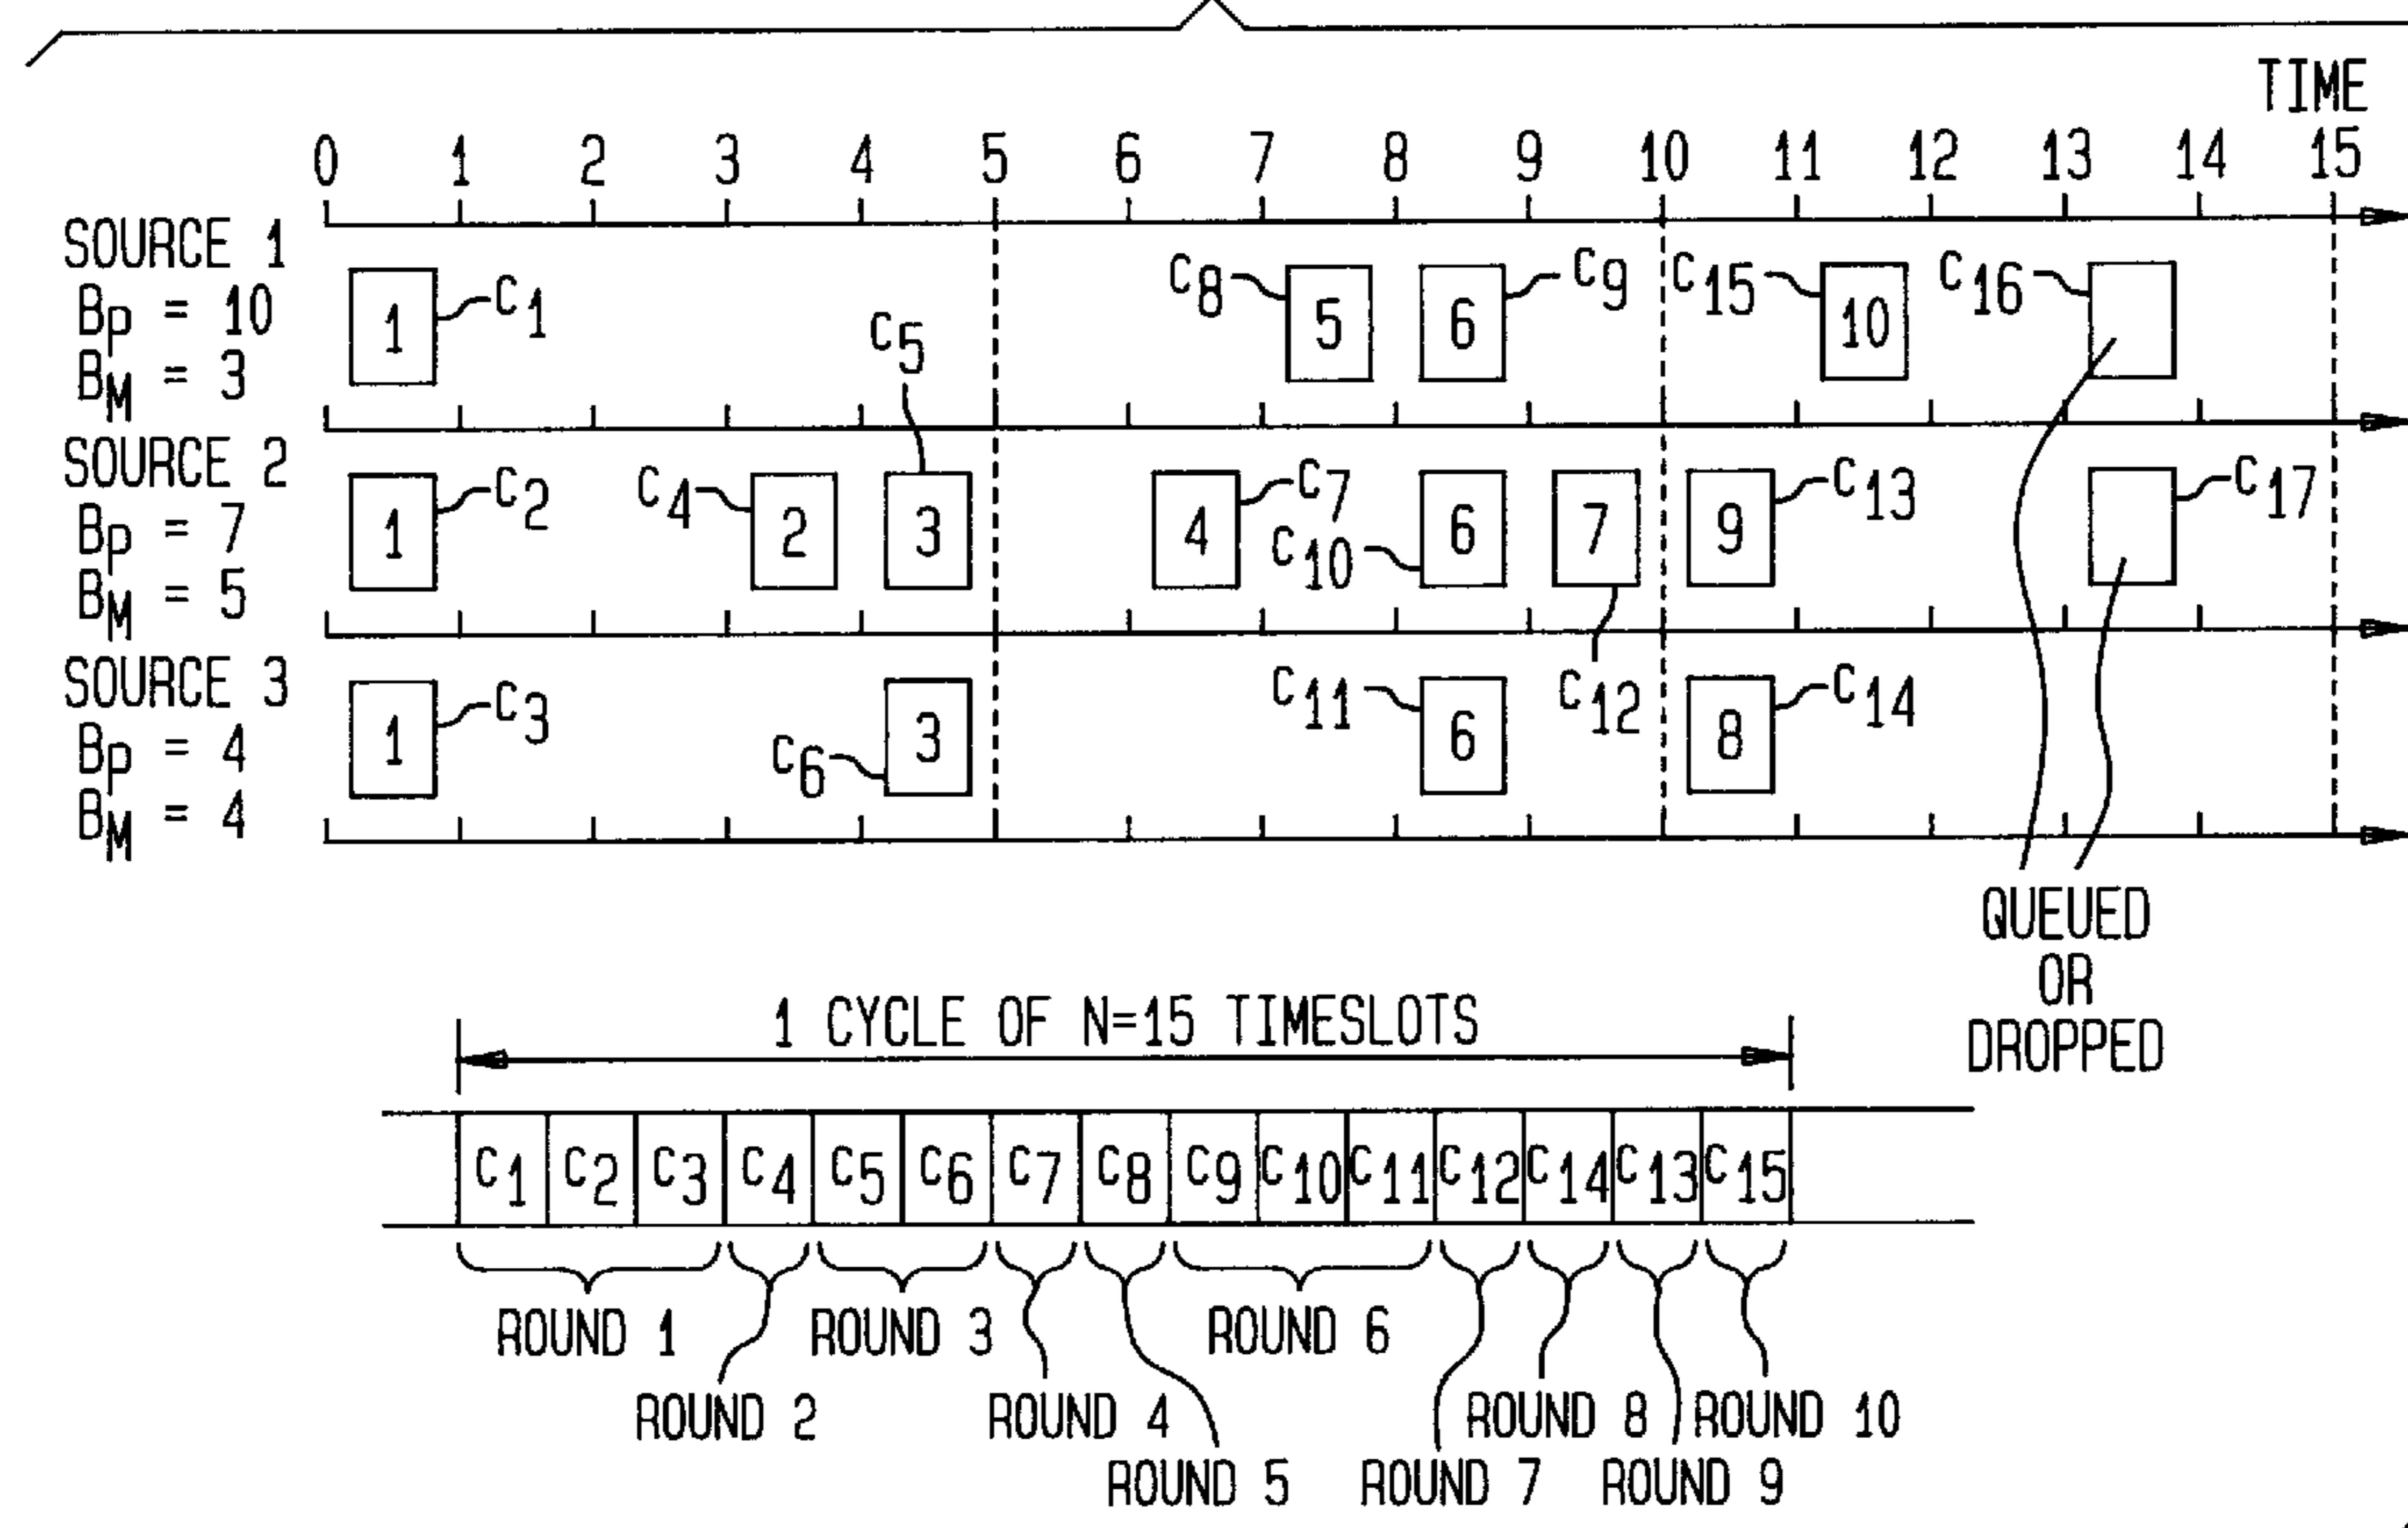 TIME
0 1 2 3 4 5 6 7 8 9 10 11 12 13 14 15
SOURCE 1
BP = 10
BM = 3
1 C1
C8 5
6 C9
C15 10
C16
SOURCE 2
BP = 7
BM = 5
1 C2
C4 2
C5
3
4 C7
C10 6
7
C12
9 C13
C17
SOURCE 3
BP = 4
BM = 4
1 C3
C6 3
C11 6
8 C14
QUEUED
OR
DROPPED
1 CYCLE OF N=15 TIMESLOTS
C1 C2 C3 C4 C5 C6 C7 C8 C9 C10 C11 C12 C14 C13 C15
ROUND 1 ROUND 3 ROUND 6
ROUND 2 ROUND 4 ROUND 8 ROUND 10
ROUND 5 ROUND 7 ROUND 9